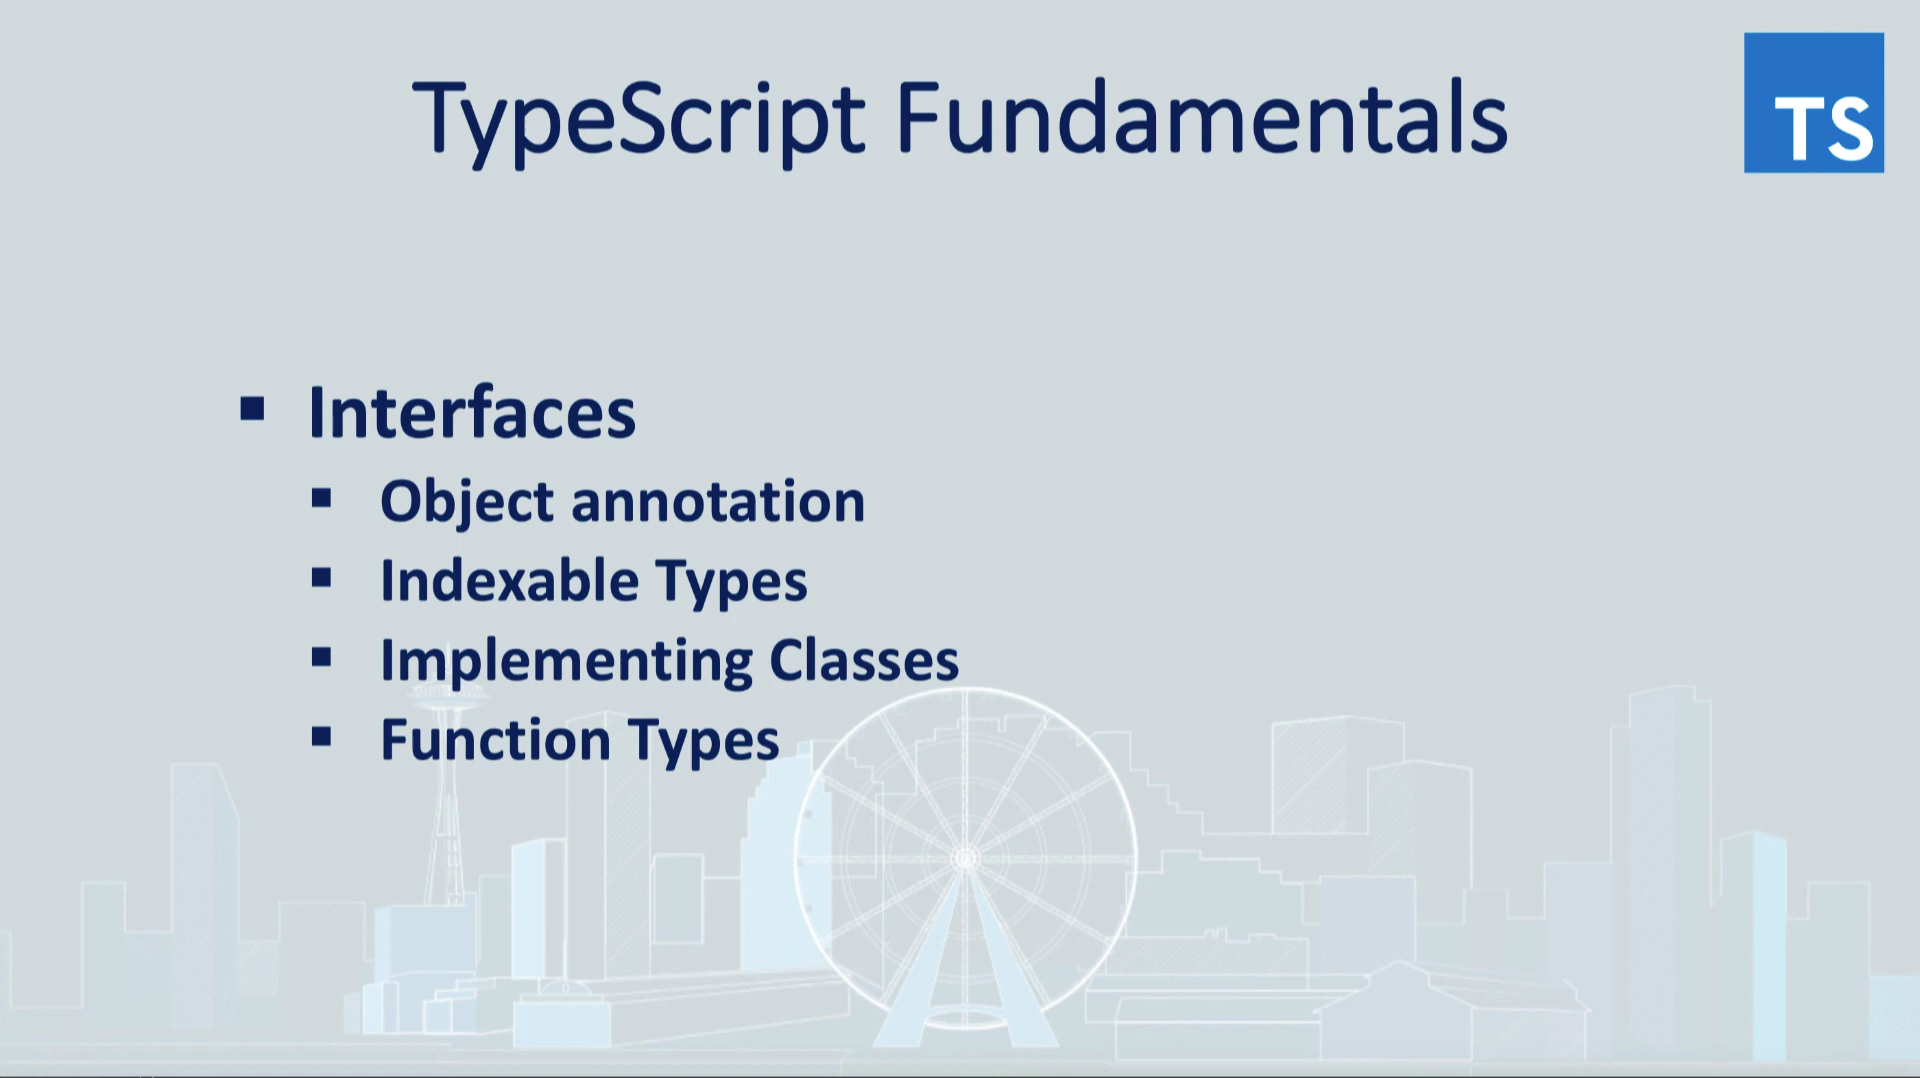 TypeScript Fundamentals
TS
Interfaces
Object annotation
Indexable Types
Implementing Classes
Function Types